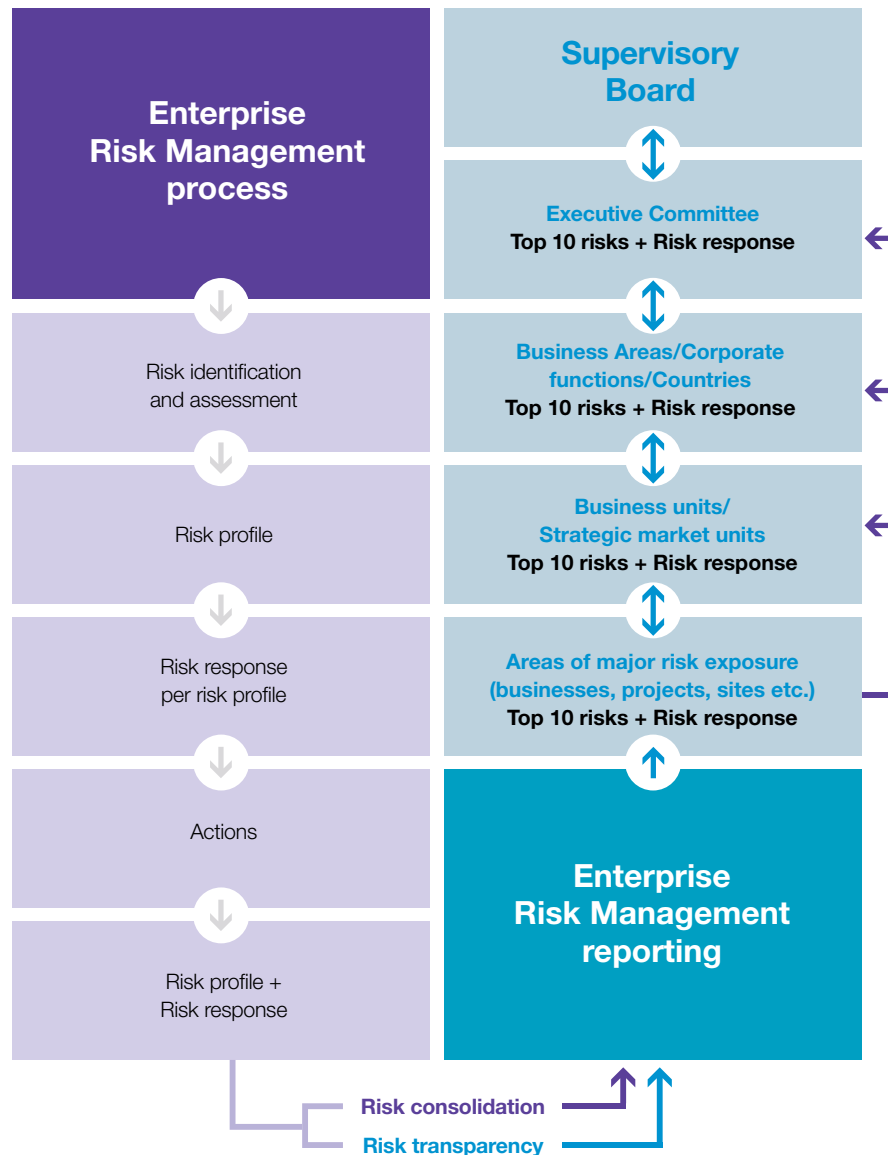 Enterprise
Risk Management
process
Risk identification
and assessment
Risk profile
Risk response
per risk profile
Actions
Risk profile +
Risk response
Supervisory
Board
Executive Committee
Top 10 risks + Risk response
Business Areas/Corporate
functions/Countries
Top 10 risks + Risk response
Business units/
Strategic market units
Top 10 risks + Risk response
Areas of major risk exposure
(businesses, projects, sites etc.)
Top 10 risks + Risk response
Enterprise
Risk Management
reporting
Risk consolidation
Risk transparency